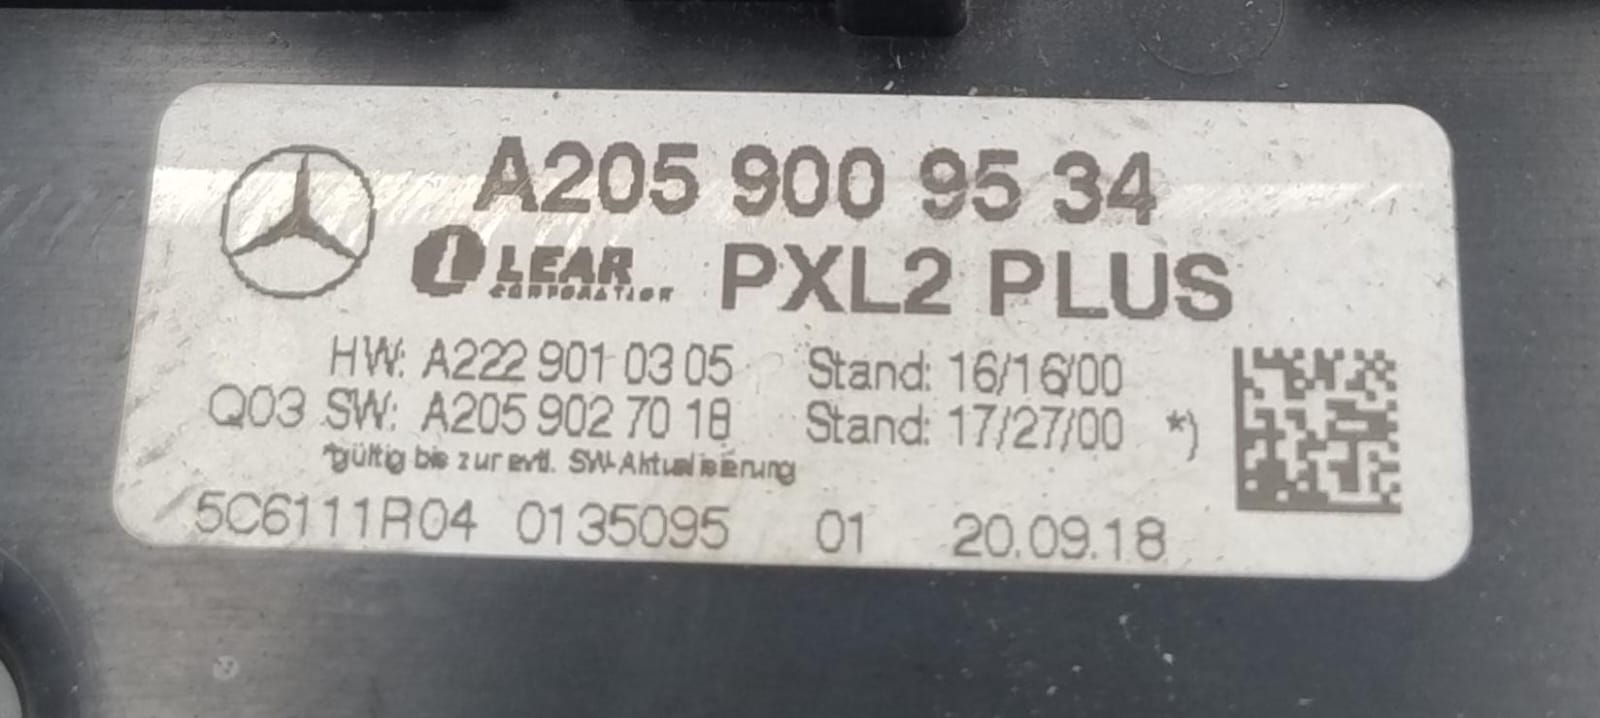 A205 900 95 34
LEAR CORPORATION PXL2 PLUS
HW: A222 901 03 05 Stand: 16/16/00
Q03 SW: A205 902 70 18 Stand: 17/27/00 *)
*gültig bis zur evtl. SW-Aktualisierung
5C6111R04 0135095 01 20.09.18